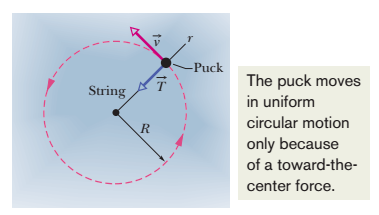 v
r
Puck
String
T
R
The puck moves
in uniform
circular motion
only because
of a toward-the-
center force.